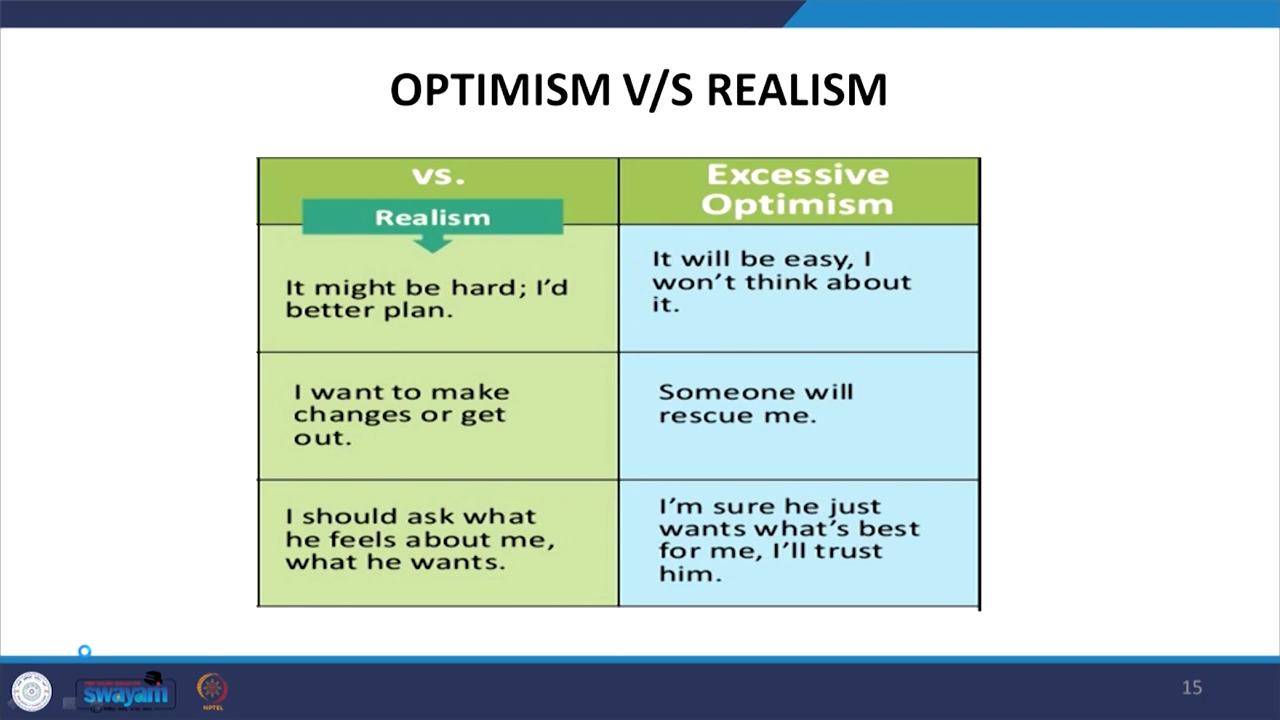 OPTIMISM V/S REALISM
vs.
Realism
Excessive
Optimism
It might be hard; I'd
better plan.
It will be easy, I
won't think about
it.
I want to make
changes or get
out.
Someone will
rescue me.
I should ask what
he feels about me,
what he wants.
I'm sure he just
wants what's best
for me, I'll trust
him.
swayam
NPTEL
15